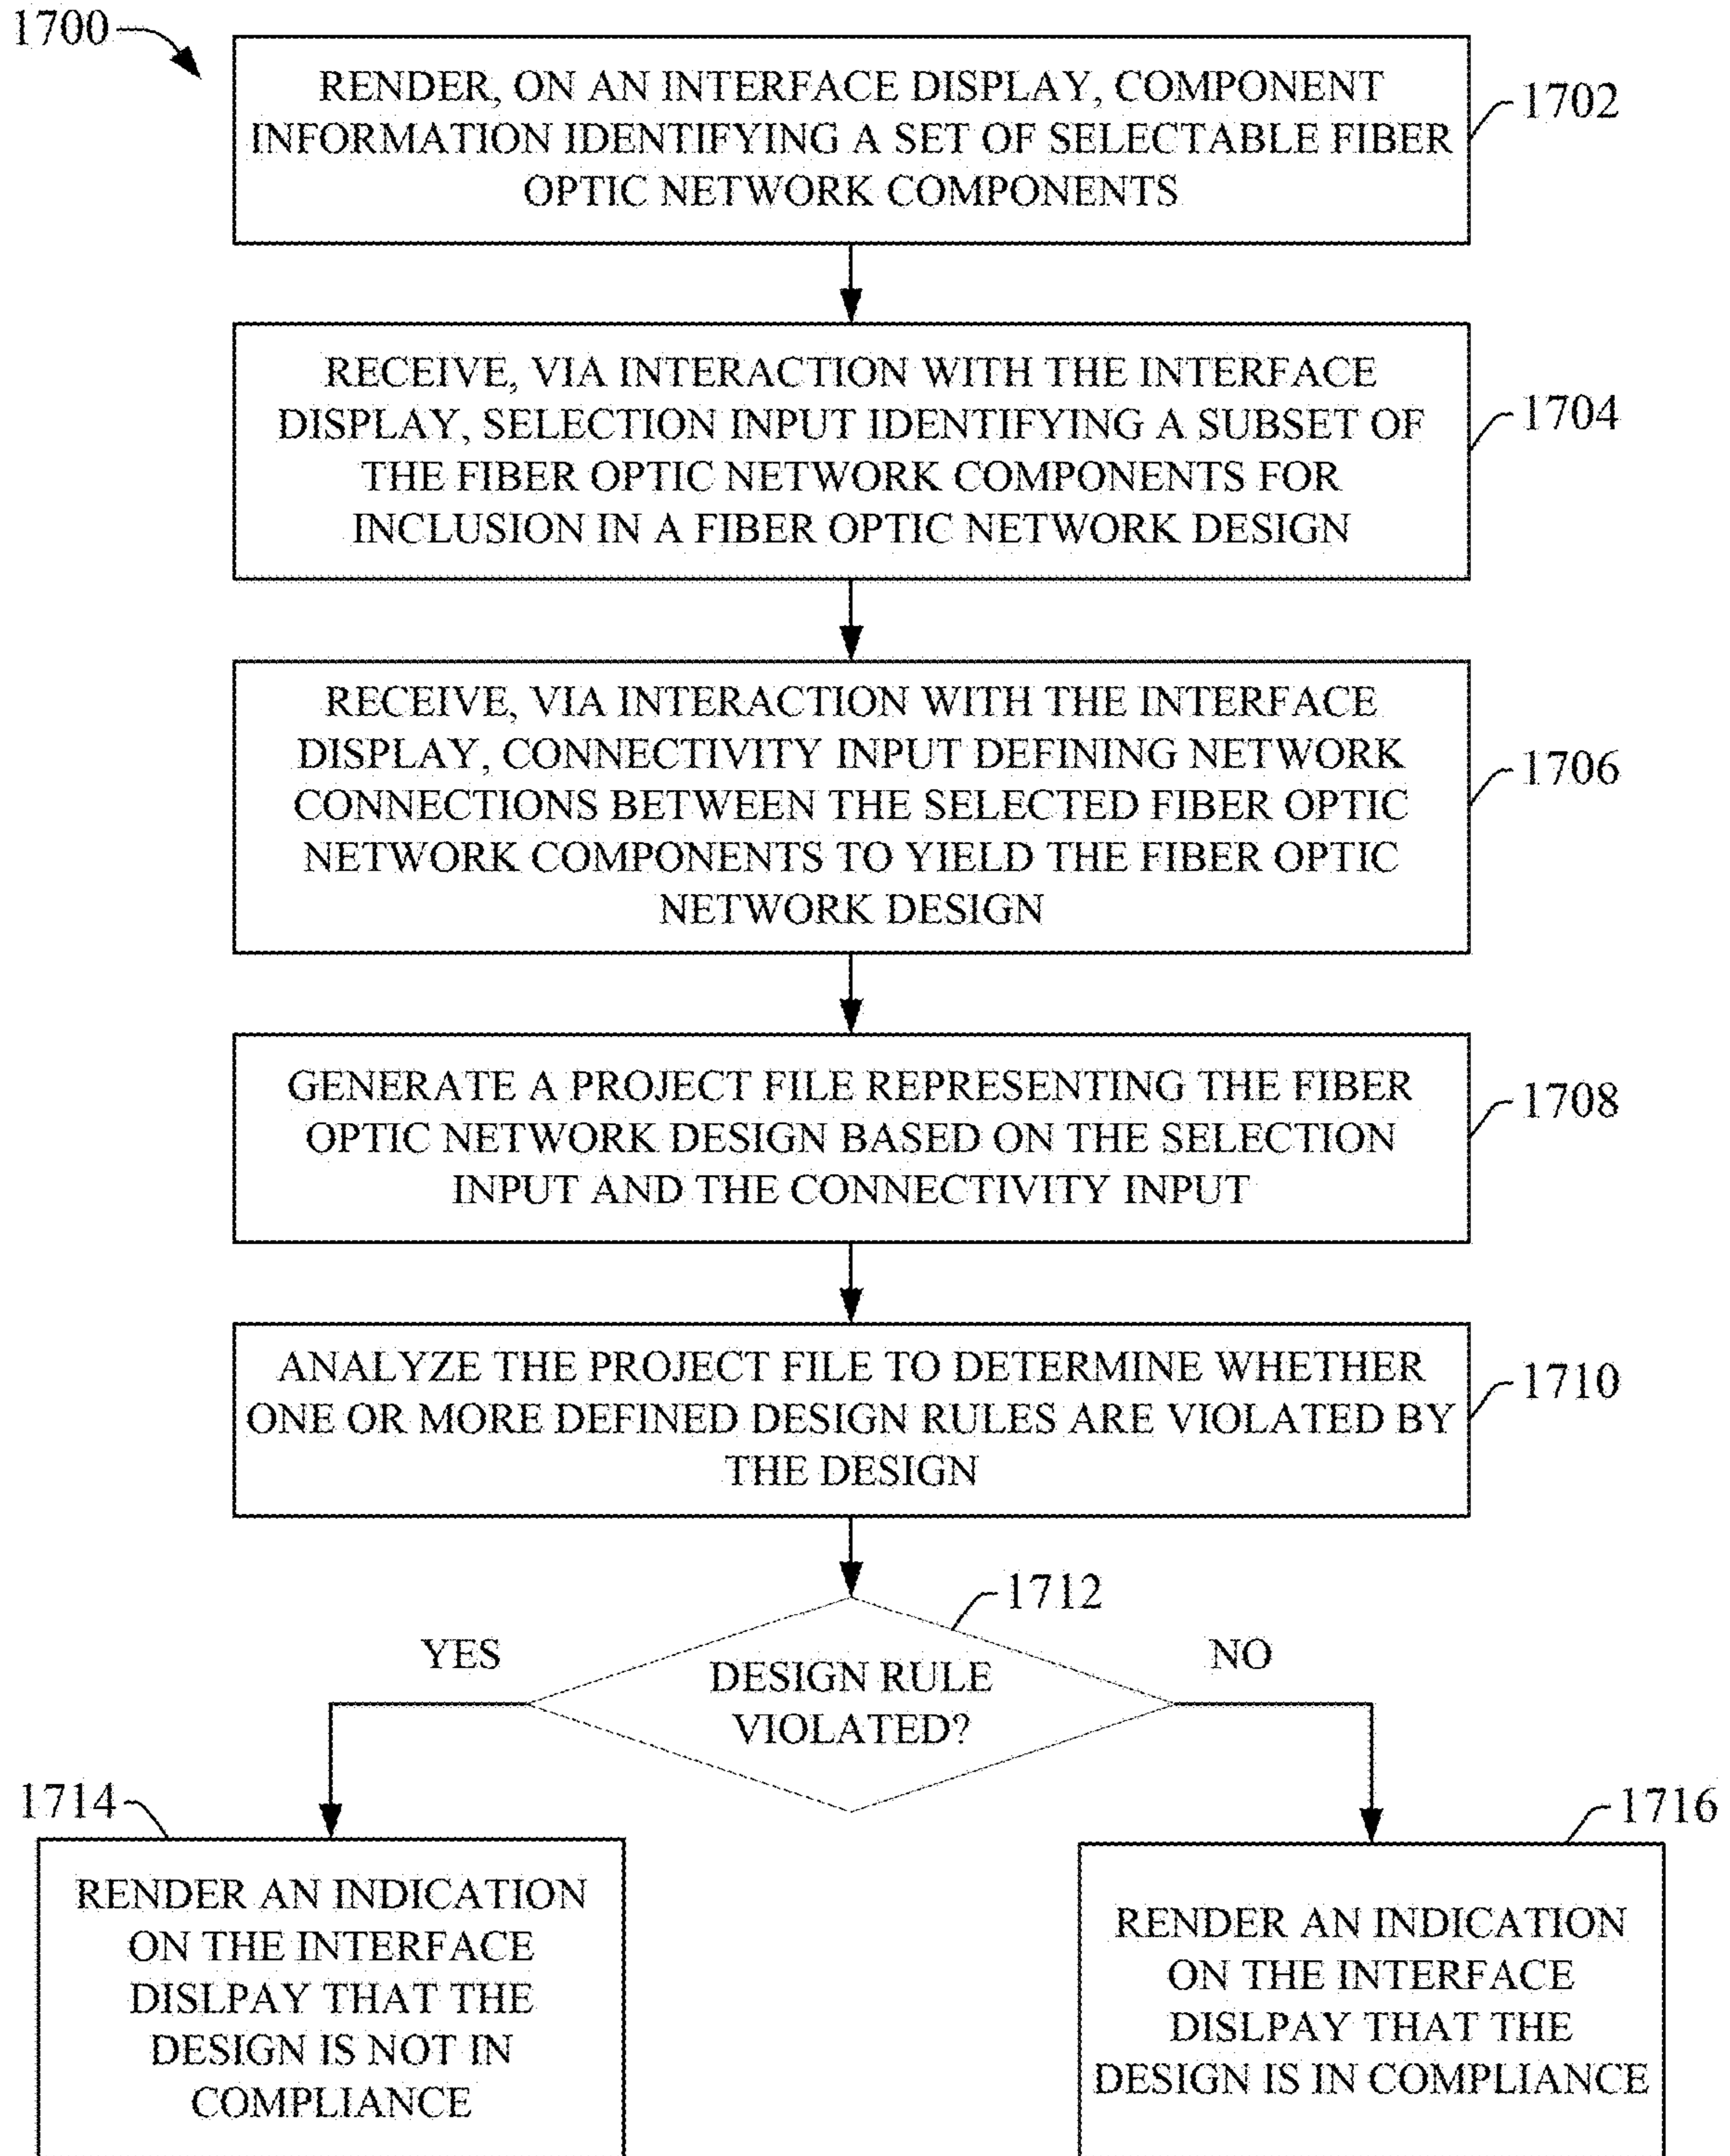 1700
RENDER, ON AN INTERFACE DISPLAY, COMPONENT
INFORMATION IDENTIFYING A SET OF SELECTABLE FIBER
OPTIC NETWORK COMPONENTS
1702
RECEIVE, VIA INTERACTION WITH THE INTERFACE
DISPLAY, SELECTION INPUT IDENTIFYING A SUBSET OF
THE FIBER OPTIC NETWORK COMPONENTS FOR
INCLUSION IN A FIBER OPTIC NETWORK DESIGN
1704
RECEIVE, VIA INTERACTION WITH THE INTERFACE
DISPLAY, CONNECTIVITY INPUT DEFINING NETWORK
CONNECTIONS BETWEEN THE SELECTED FIBER OPTIC
NETWORK COMPONENTS TO YIELD THE FIBER OPTIC
NETWORK DESIGN
1706
GENERATE A PROJECT FILE REPRESENTING THE FIBER
OPTIC NETWORK DESIGN BASED ON THE SELECTION
INPUT AND THE CONNECTIVITY INPUT
1708
ANALYZE THE PROJECT FILE TO DETERMINE WHETHER
ONE OR MORE DEFINED DESIGN RULES ARE VIOLATED BY
THE DESIGN
1710
1712
YES
DESIGN RULE
VIOLATED?
NO
1714
RENDER AN INDICATION
ON THE INTERFACE
DISLPAY THAT THE
DESIGN IS NOT IN
COMPLIANCE
1716
RENDER AN INDICATION
ON THE INTERFACE
DISLPAY THAT THE
DESIGN IS IN COMPLIANCE